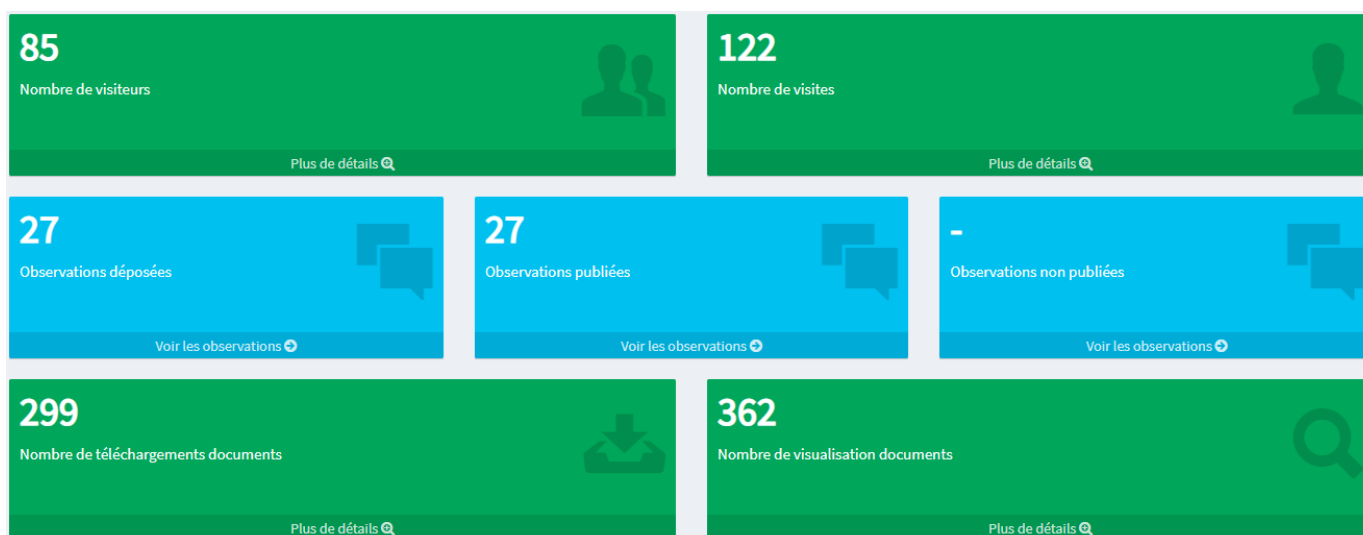 85
Nombre de visiteurs
Plus de détails
122
Nombre de visites
Plus de détails
27
Observations déposées
Voir les observations
27
Observations publiées
Voir les observations
-
Observations non publiées
Voir les observations
299
Nombre de téléchargements documents
Plus de détails
362
Nombre de visualisation documents
Plus de détails